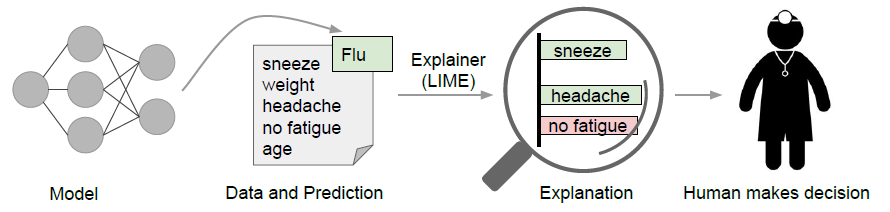 Flu
sneeze
weight
headache
no fatigue
age
Explainer
(LIME)
sneeze
headache
no fatigue
Model
Data and Prediction
Explanation
Human makes decision